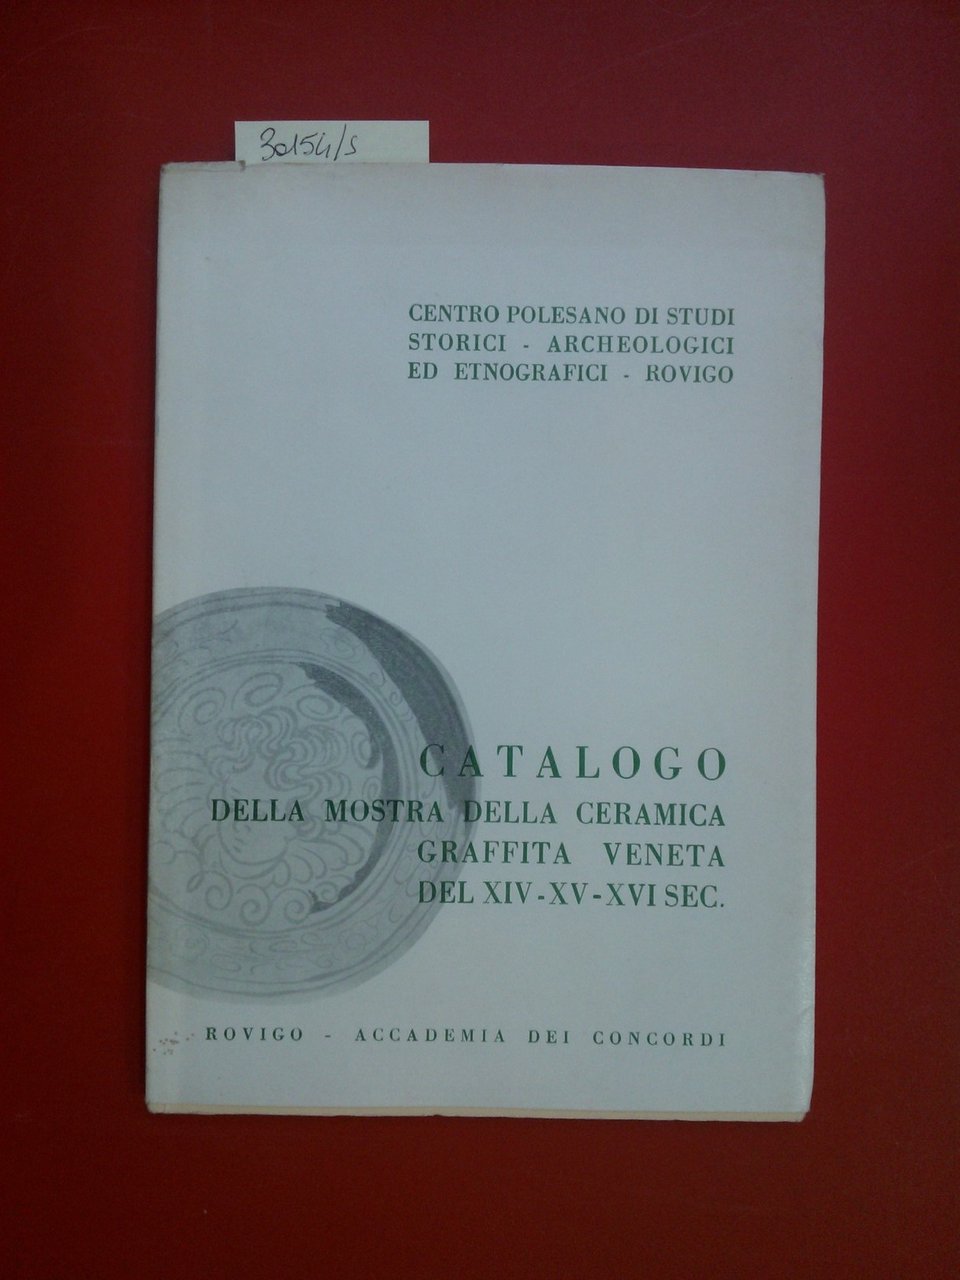 30154/s
CENTRO POLESANO DI STUDI
STORICI - ARCHEOLOGICI
ED ETNOGRAFICI - ROVIGO
CATALOGO
DELLA MOSTRA DELLA CERAMICA
GRAFFITA VENETA
DEL XIV-XV-XVI SEC.
ROVIGO - ACCADEMIA DEI CONCORDI